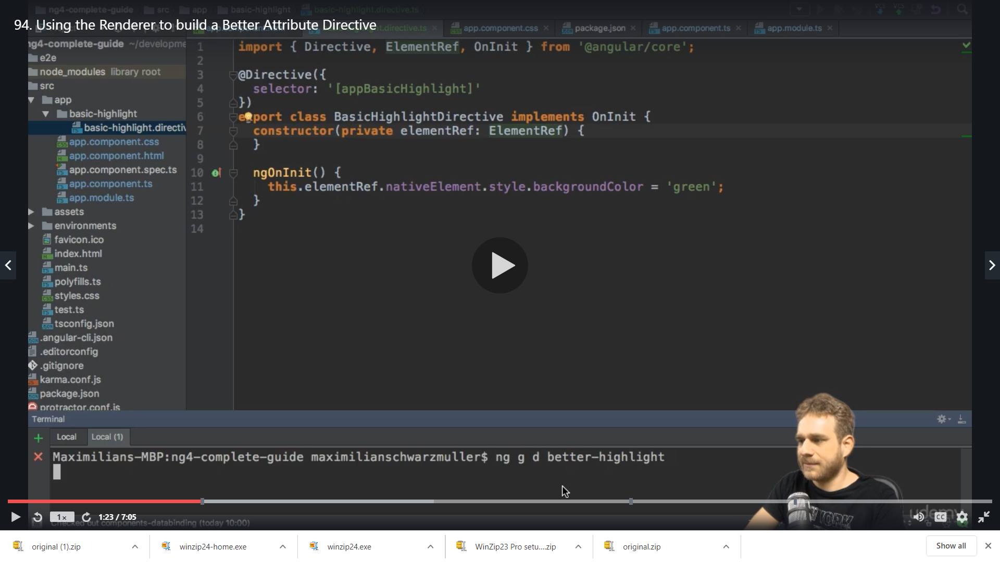 ng4-complete-guide src app basic-highlight basic-highlight.directive.ts
94. Using the Renderer to build a Better Attribute Directive
app.component.css × package.json × app.component.ts × app.module.ts ×
ng4-complete-guide ~/developme
e2e
node_modules library root
src
app
basic-highlight
basic-highlight.directiv
app.component.css
app.component.html
app.component.spec.ts
app.component.ts
app.module.ts
assets
environments
favicon.ico
index.html
main.ts
polyfills.ts
styles.css
test.ts
tsconfig.json
.angular-cli.json
.editorconfig
.gitignore
karma.conf.js
package.json
protractor.conf.js
1 import { Directive, ElementRef, OnInit } from '@angular/core';
2
3 @Directive({
4 selector: '[appBasicHighlight]'
5 })
6 export class BasicHighlightDirective implements OnInit {
7 constructor(private elementRef: ElementRef) {
8 }
9
10 ngOnInit() {
11 this.elementRef.nativeElement.style.backgroundColor = 'green';
12 }
13 }
14
Terminal
Local Local (1)
Maximilians-MBP:ng4-complete-guide maximilianschwarzmuller$ ng g d better-highlight
1x 1:23 / 7:05
Checked out components-databinding (today 10:00)
udemy
CC
original (1).zip winzip24-home.exe winzip24.exe WinZip23 Pro setu....zip original.zip Show all